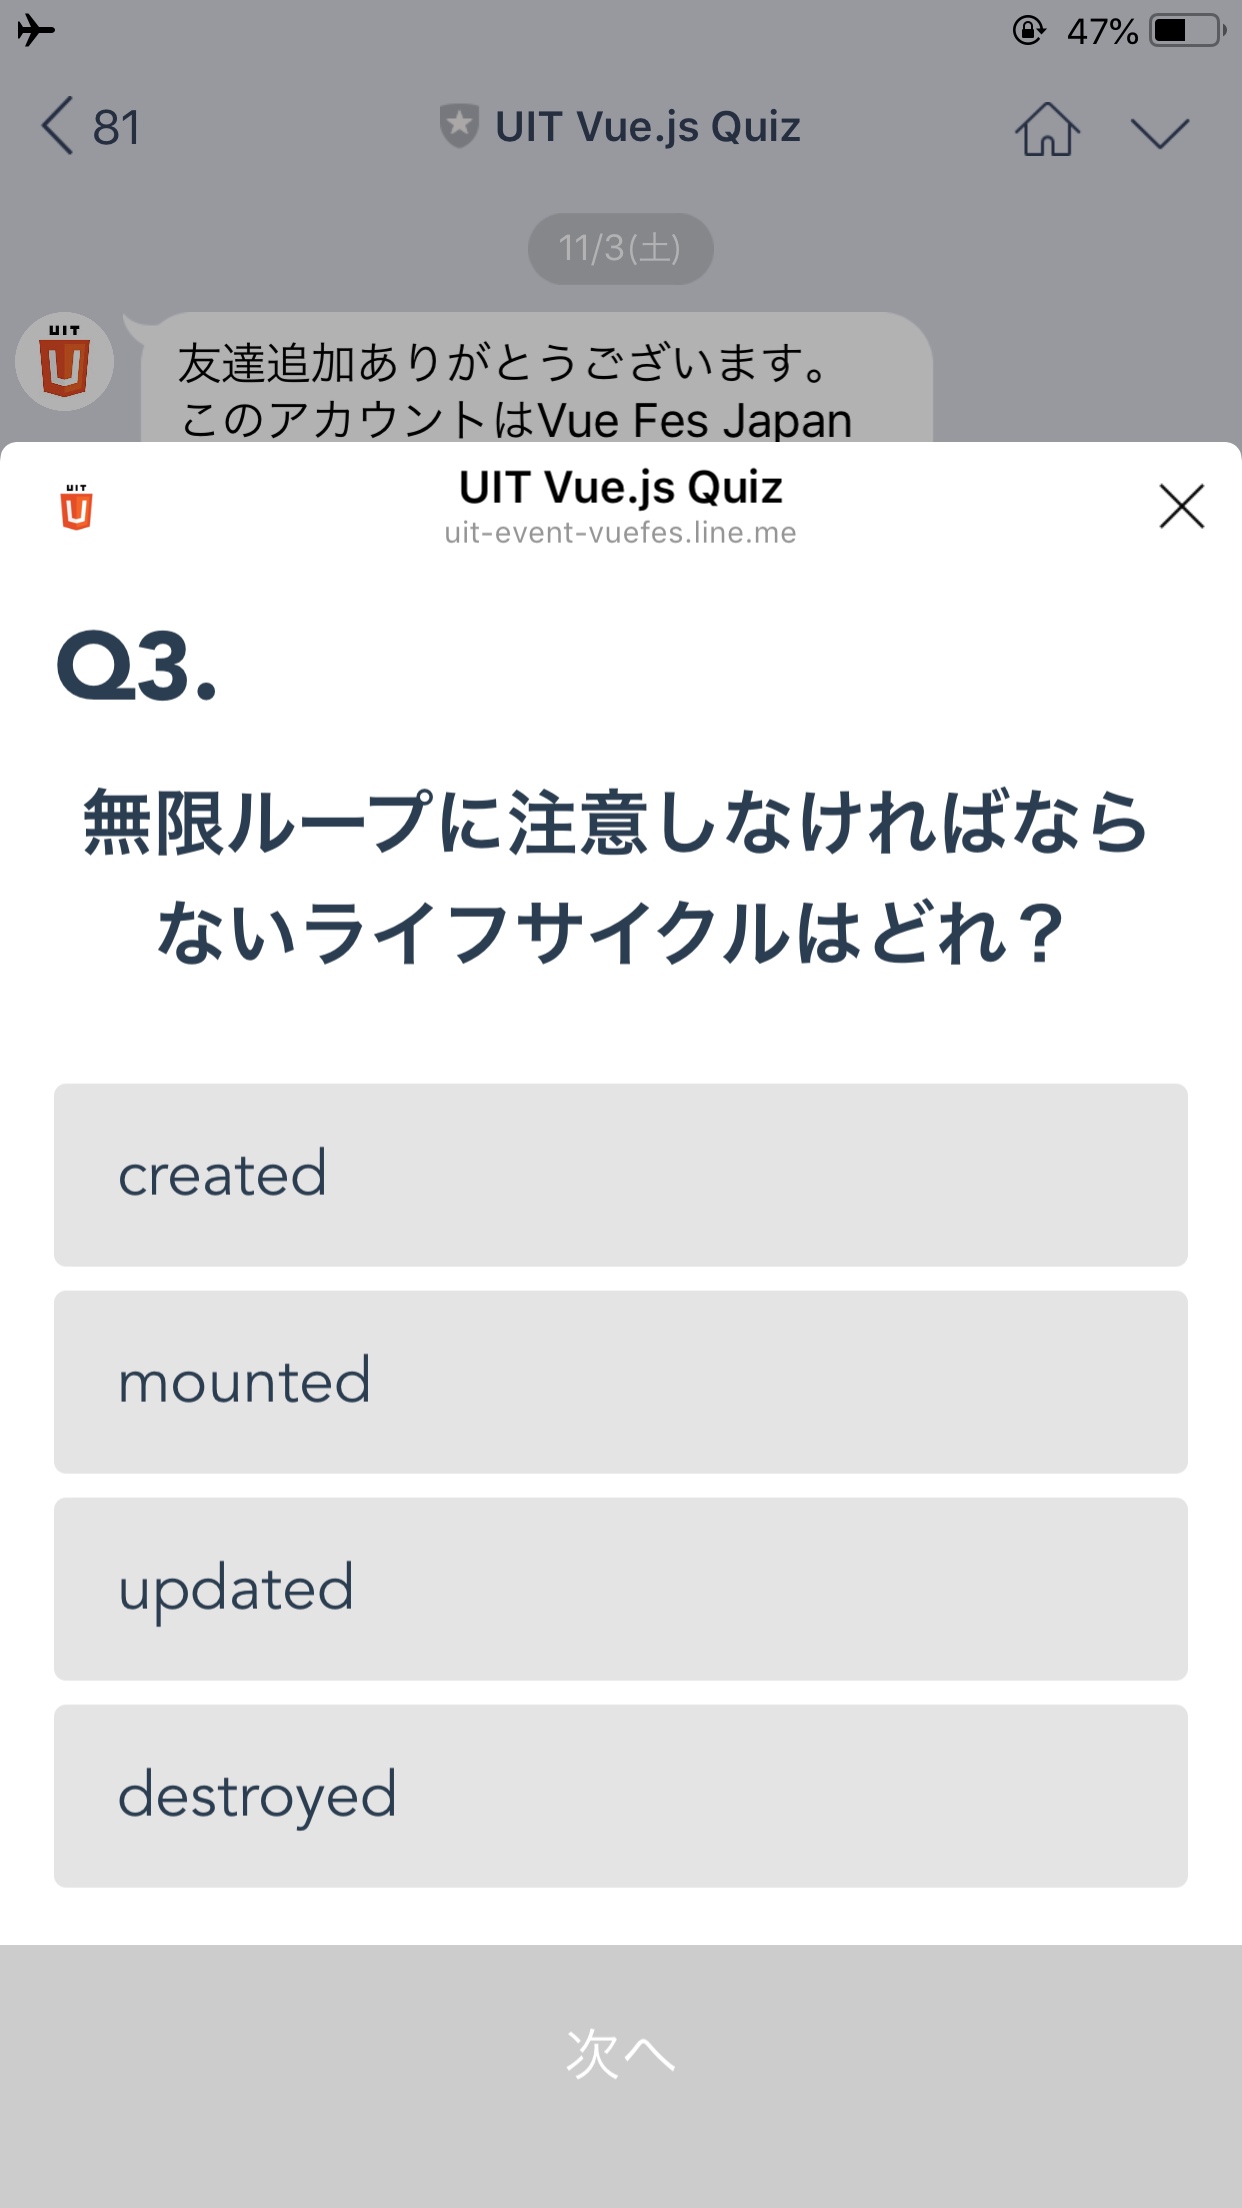 47%
81
UIT Vue.js Quiz
11/3(土)
UIT
友達追加ありがとうございます。
このアカウントはVue Fes Japan
UIT
UIT Vue.js Quiz
uit-event-vuefes.line.me
Q3.
無限ループに注意しなければなら
ないライフサイクルはどれ？
created
mounted
updated
destroyed
次へ